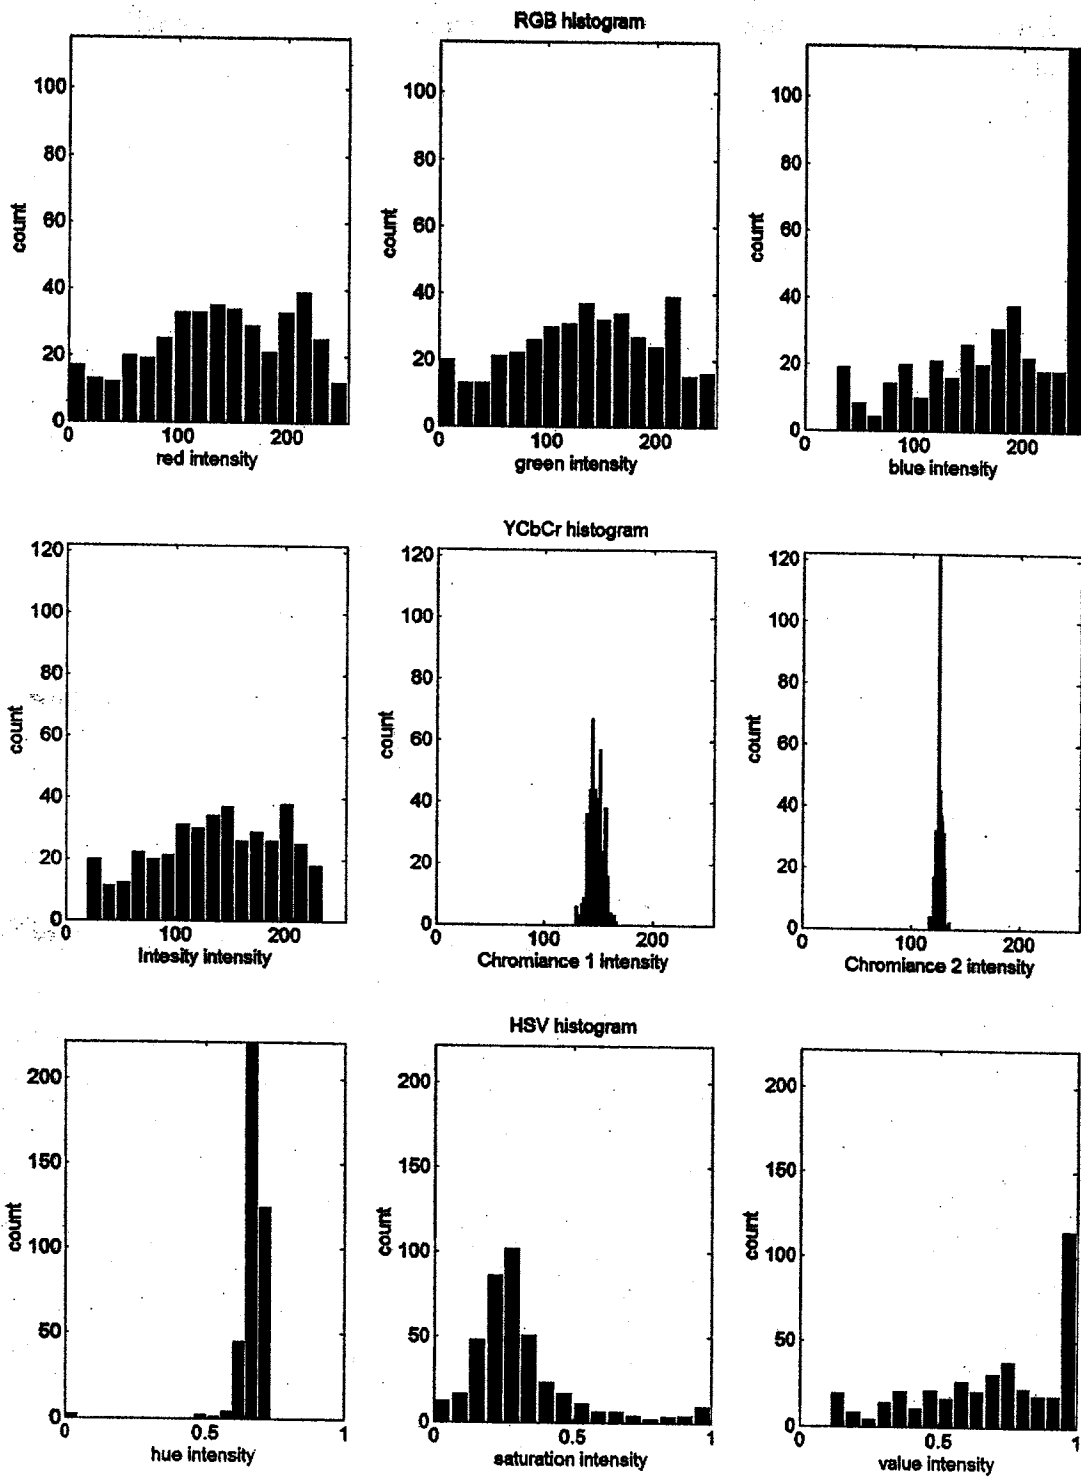 RGB histogram
100
80
60
40
20
0
count
0 100 200
red intensity
100
80
60
40
20
0
count
0 100 200
green intensity
100
80
60
40
20
0
count
0 100 200
blue intensity
YCbCr histogram
120
100
80
60
40
20
0
count
0 100 200
Intesity intensity
120
100
80
60
40
20
0
count
0 100 200
Chromiance 1 intensity
120
100
80
60
40
20
0
count
0 100 200
Chromiance 2 intensity
HSV histogram
200
150
100
50
0
count
0 0.5 1
hue intensity
200
150
100
50
0
count
0 0.5 1
saturation intensity
200
150
100
50
0
count
0 0.5 1
value intensity